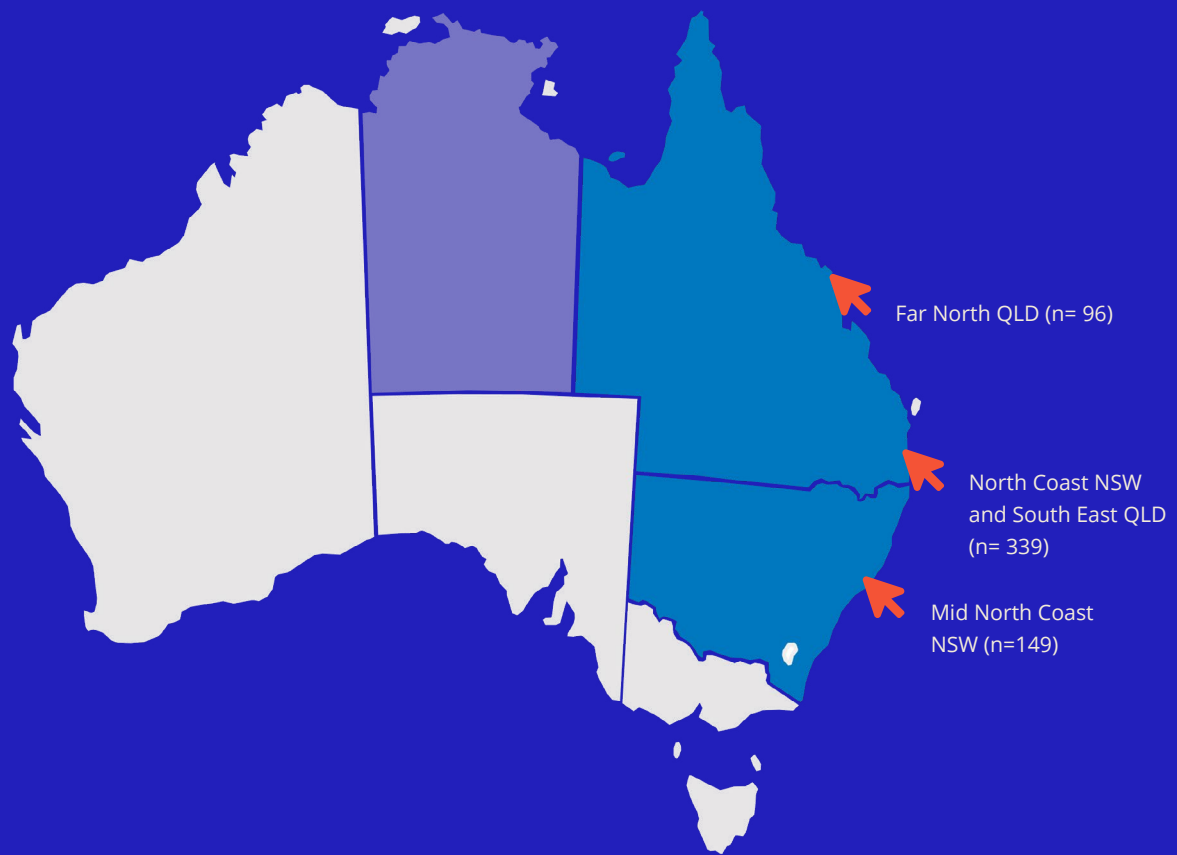 Far North QLD (n= 96)
North Coast NSW
and South East QLD
(n= 339)
Mid North Coast
NSW (n=149)